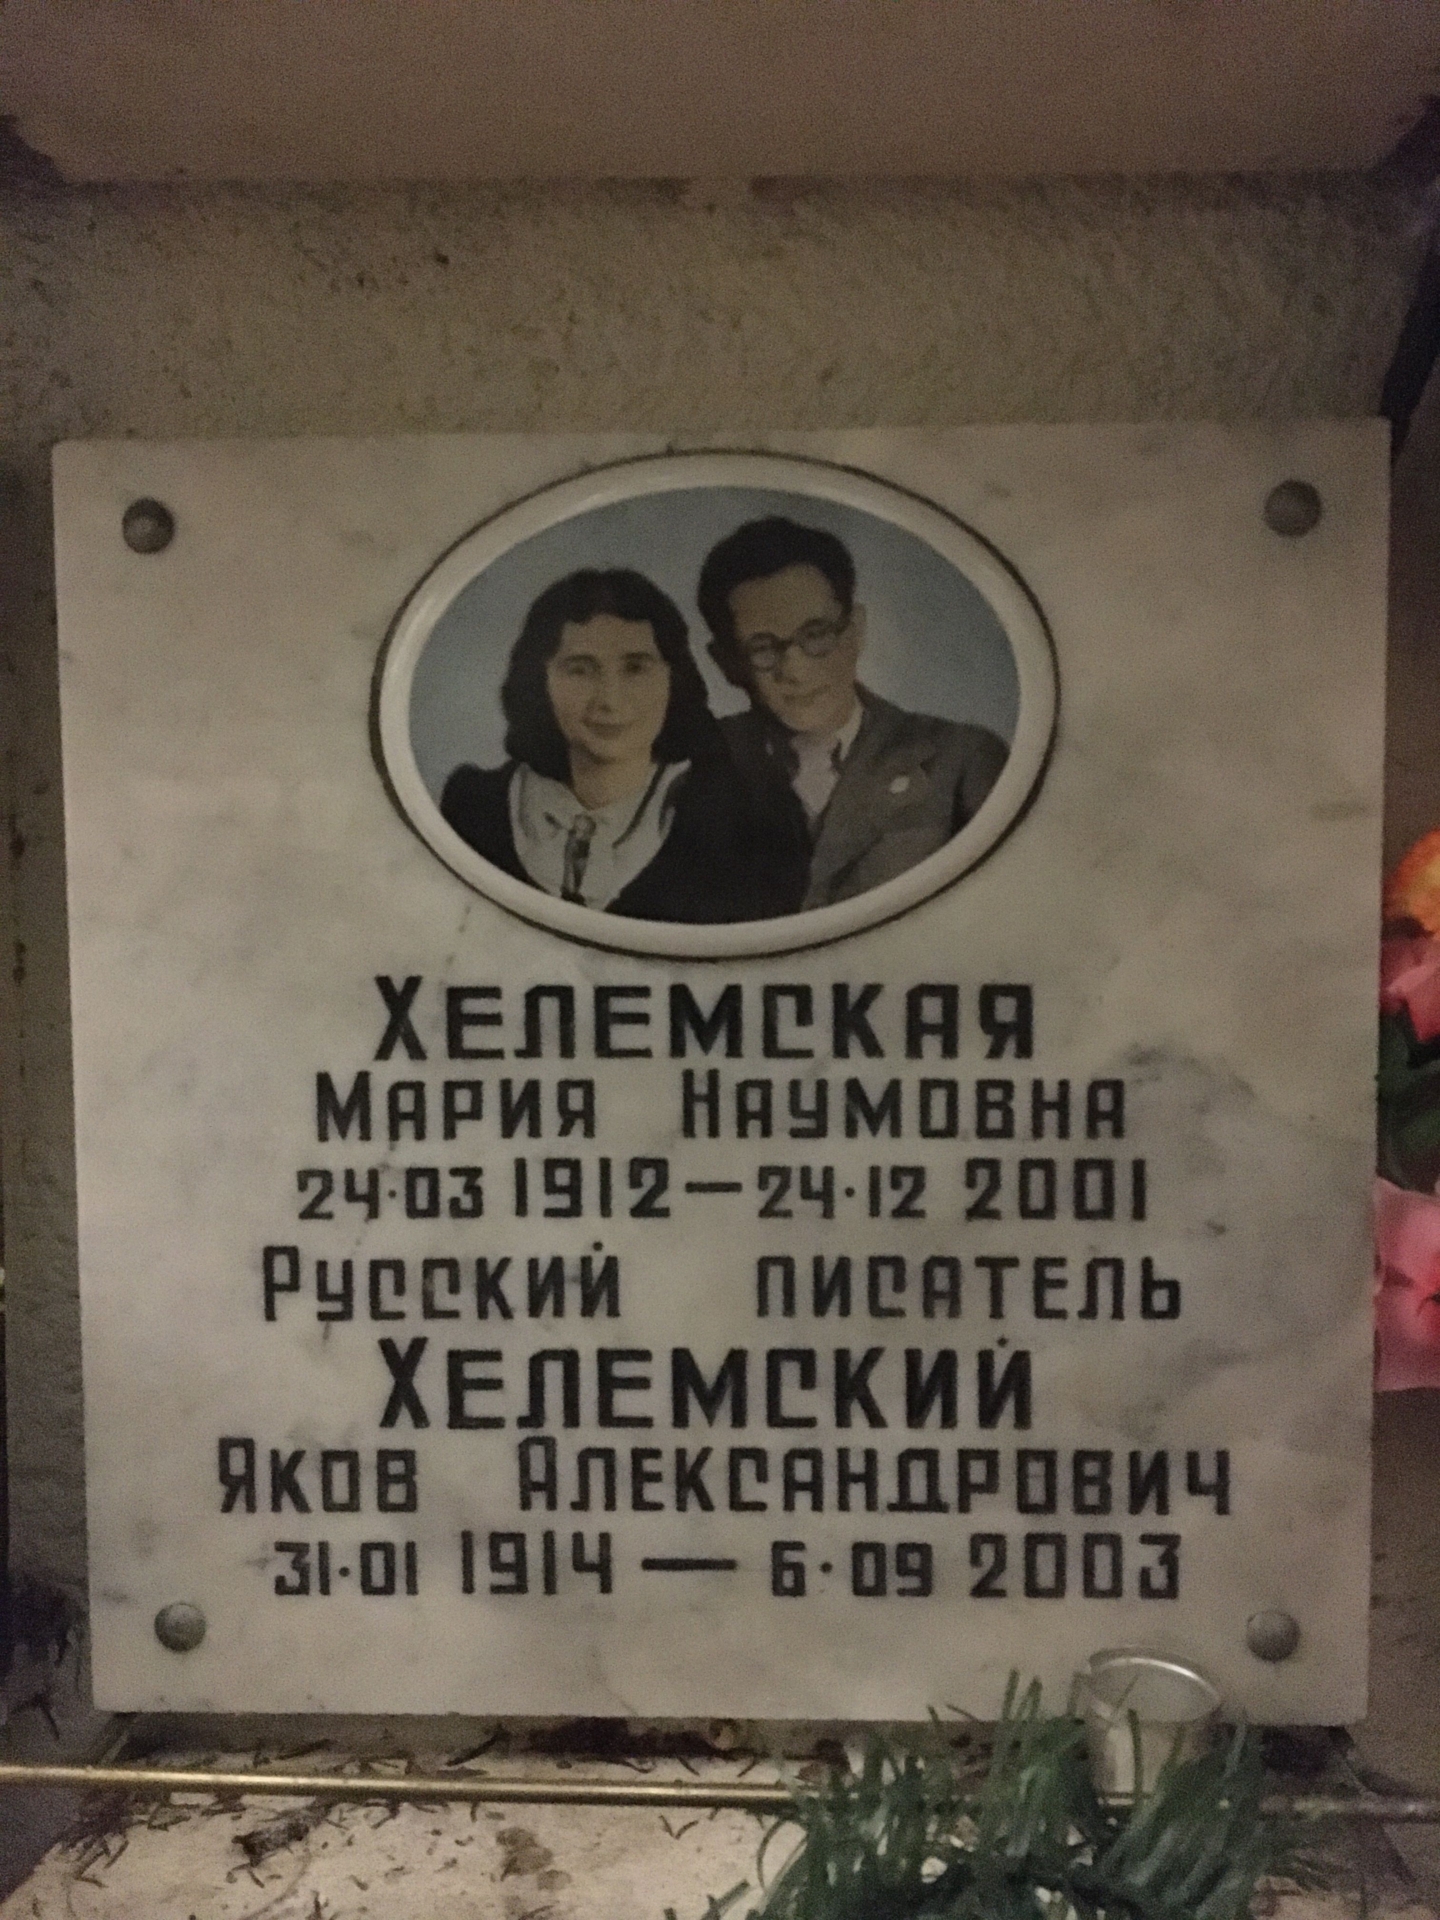 Хелемская
Мария Наумовна
24·03 1912 — 24·12 2001
Русский писатель
Хелемский
Яков Александрович
31·01 1914 — 6·09 2003